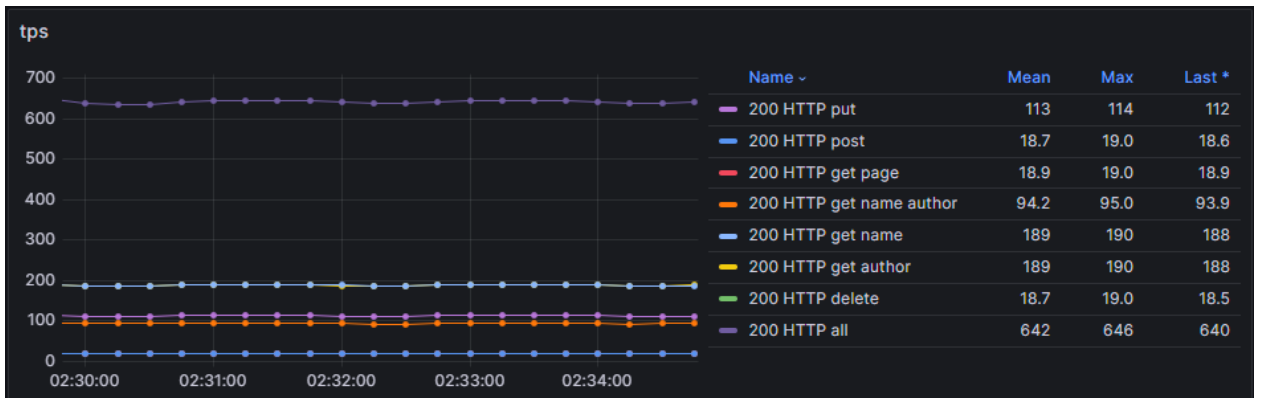 tps
700
600
500
400
300
200
100
0
02:30:00 02:31:00 02:32:00 02:33:00 02:34:00
Name Mean Max Last *
200 HTTP put 113 114 112
200 HTTP post 18.7 19.0 18.6
200 HTTP get page 18.9 19.0 18.9
200 HTTP get name author 94.2 95.0 93.9
200 HTTP get name 189 190 188
200 HTTP get author 189 190 188
200 HTTP delete 18.7 19.0 18.5
200 HTTP all 642 646 640